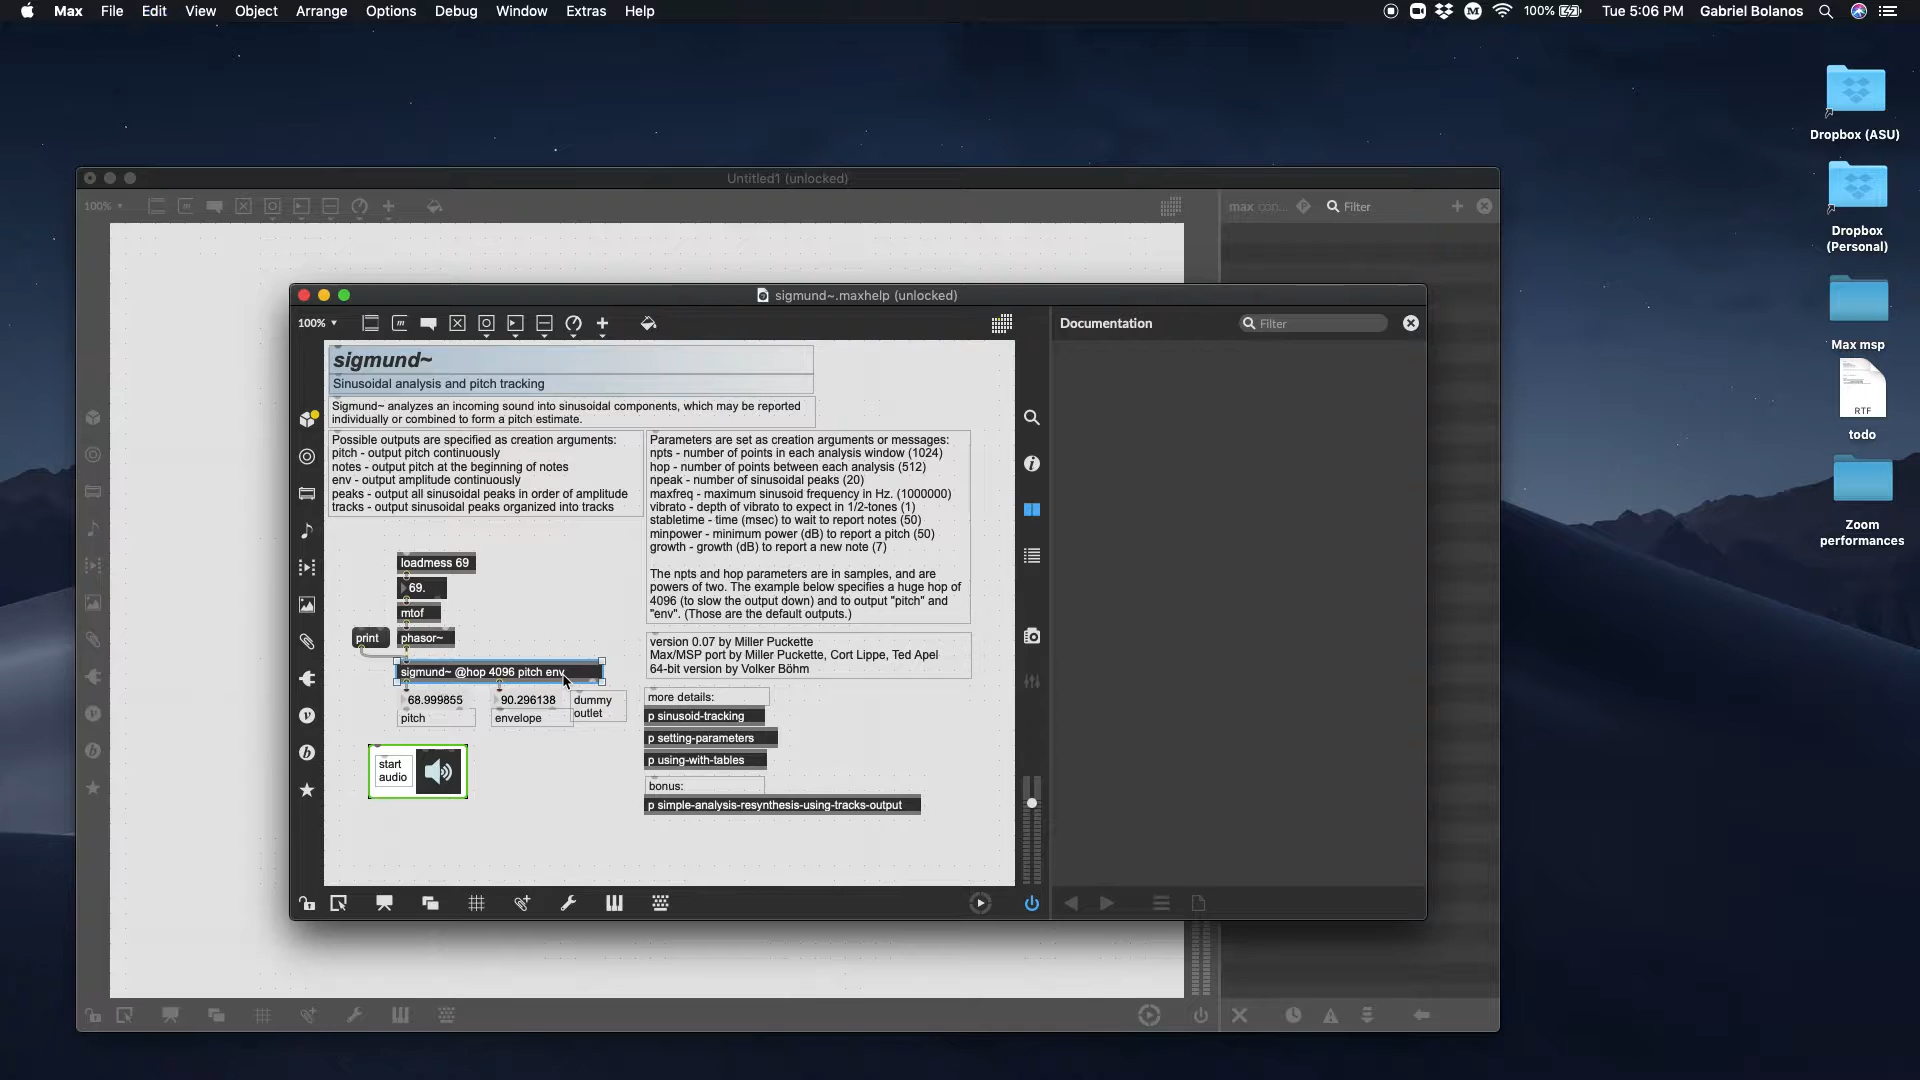 Max File Edit View Object Arrange Options Debug Window Extras Help
100% Tue 5:06 PM Gabriel Bolanos
Dropbox (ASU)
Dropbox
(Personal)
Max msp
RTF
todo
Zoom
performances
Untitled1 (unlocked)
100%
max con... Filter
sigmund~.maxhelp (unlocked)
100%
Documentation
Filter
sigmund~
Sinusoidal analysis and pitch tracking
Sigmund~ analyzes an incoming sound into sinusoidal components, which may be reported
individually or combined to form a pitch estimate.
Possible outputs are specified as creation arguments:
pitch - output pitch continuously
notes - output pitch at the beginning of notes
env - output amplitude continuously
peaks - output all sinusoidal peaks in order of amplitude
tracks - output sinusoidal peaks organized into tracks
Parameters are set as creation arguments or messages:
npts - number of points in each analysis window (1024)
hop - number of points between each analysis (512)
npeak - number of sinusoidal peaks (20)
maxfreq - maximum sinusoid frequency in Hz. (1000000)
vibrato - depth of vibrato to expect in 1/2-tones (1)
stabletime - time (msec) to wait to report notes (50)
minpower - minimum power (dB) to report a pitch (50)
growth - growth (dB) to report a new note (7)
The npts and hop parameters are in samples, and are
powers of two. The example below specifies a huge hop of
4096 (to slow the output down) and to output "pitch" and
"env". (Those are the default outputs.)
version 0.07 by Miller Puckette
Max/MSP port by Miller Puckette, Cort Lippe, Ted Apel
64-bit version by Volker Böhm
loadmess 69
69.
mtof
print
phasor~
sigmund~ @hop 4096 pitch env
68.999855
90.296138
dummy
outlet
pitch
envelope
start
audio
more details:
p sinusoid-tracking
p setting-parameters
p using-with-tables
bonus:
p simple-analysis-resynthesis-using-tracks-output